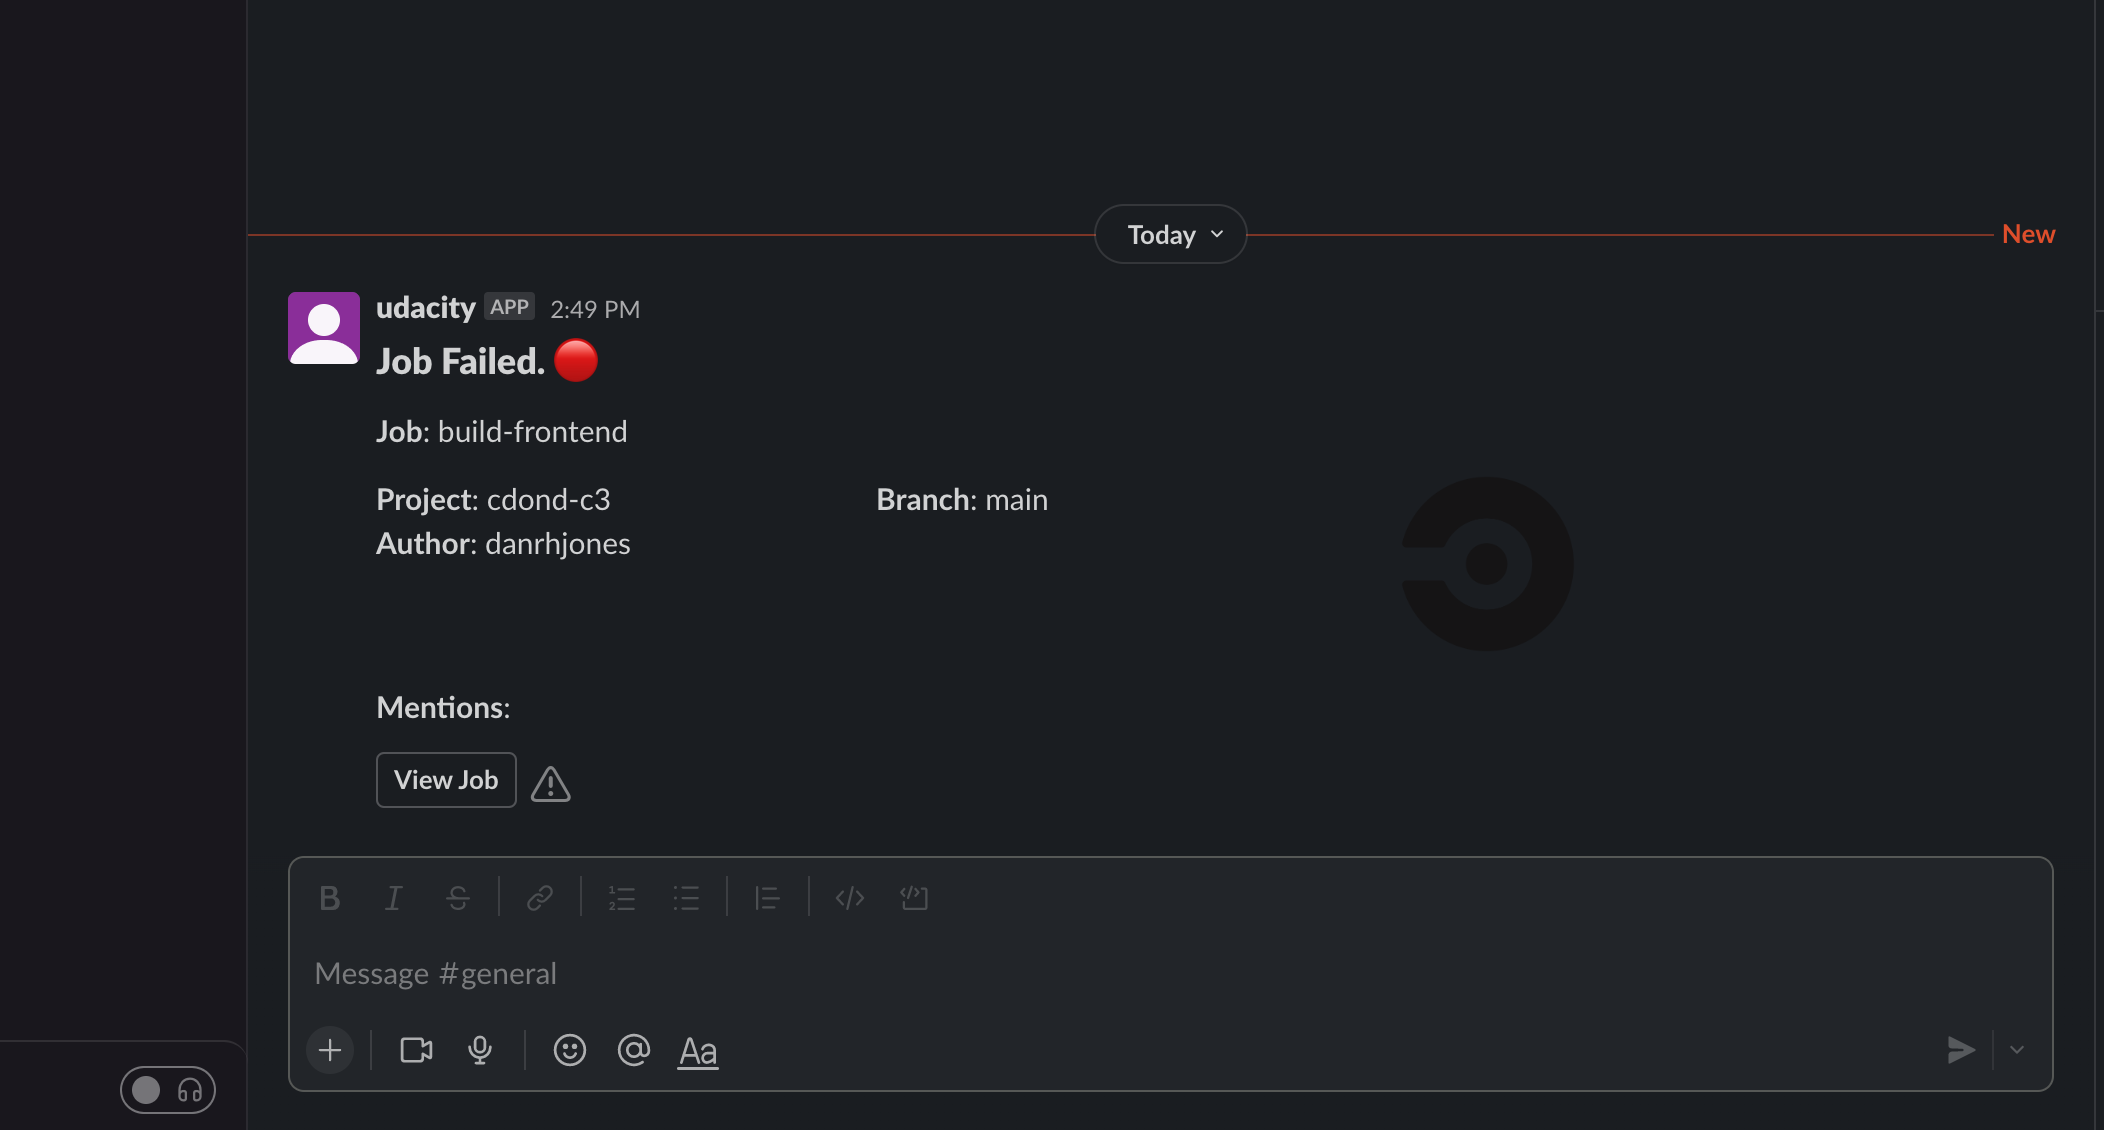 Today
New
udacity APP 2:49 PM
Job Failed. 🔴
Job: build-frontend
Project: cdond-c3 Branch: main
Author: danrhjones
Mentions:
View Job
Message #general
Aa